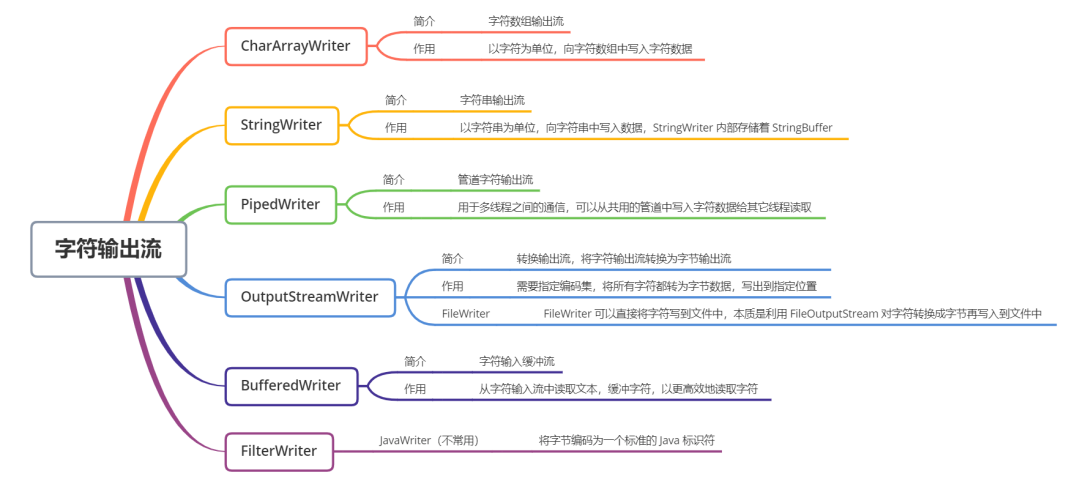 字符输出流
CharArrayWriter
简介 字符数组输出流
作用 以字符为单位，向字符数组中写入字符数据
StringWriter
简介 字符串输出流
作用 以字符串为单位，向字符串中写入数据，StringWriter 内部存储着 StringBuffer
PipedWriter
简介 管道字符输出流
作用 用于多线程之间的通信，可以从共用的管道中写入字符数据给其它线程读取
OutputStreamWriter
简介 转换输出流，将字符输出流转换为字节输出流
作用 需要指定编码集，将所有字符都转为字节数据，写出到指定位置
FileWriter FileWriter 可以直接将字符写到文件中，本质是利用 FileOutputStream 对字符转换成字节再写入到文件中
BufferedWriter
简介 字符输入缓冲流
作用 从字符输入流中读取文本，缓冲字符，以更高效地读取字符
FilterWriter
JavaWriter（不常用） 将字节编码为一个标准的 Java 标识符